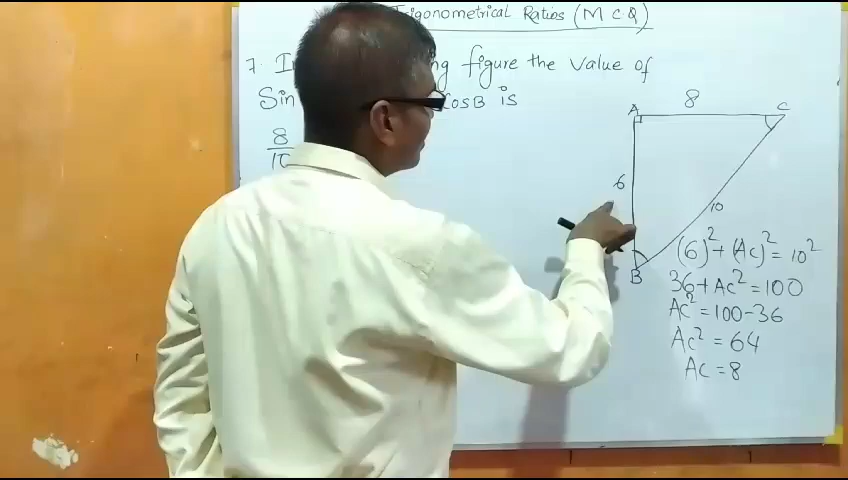 Trigonometrical Ratios (MCQ)
7. I ng figure the value of
Sin CosB is
8
10
A 8 C
6
10
B
(6)² + (Ac)² = 10²
36 + Ac² = 100
Ac² = 100 - 36
Ac² = 64
Ac = 8